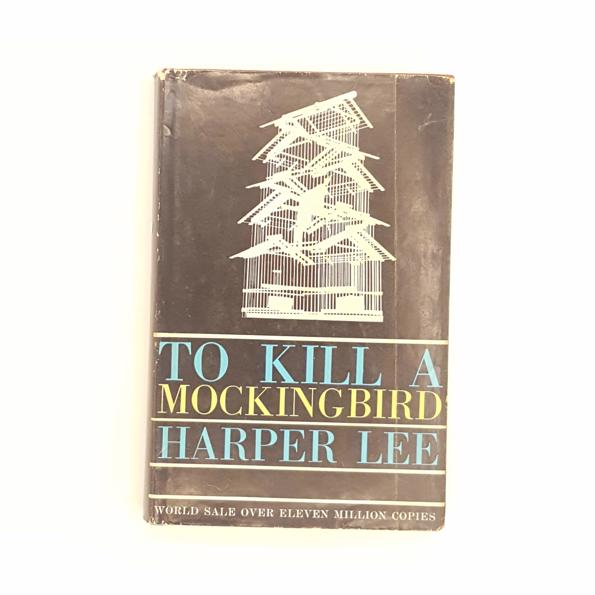 TO KILL A
MOCKINGBIRD
HARPER LEE
WORLD SALE OVER ELEVEN MILLION COPIES